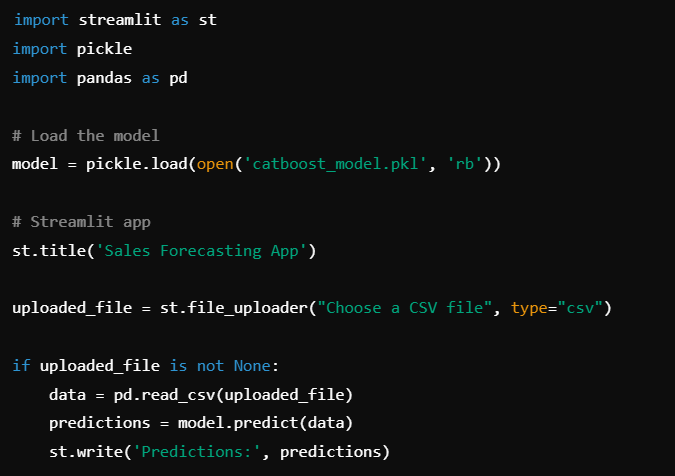 import streamlit as st
import pickle
import pandas as pd
# Load the model
model = pickle.load(open('catboost_model.pkl', 'rb'))
# Streamlit app
st.title('Sales Forecasting App')
uploaded_file = st.file_uploader("Choose a CSV file", type="csv")
if uploaded_file is not None:
    data = pd.read_csv(uploaded_file)
    predictions = model.predict(data)
    st.write('Predictions:', predictions)